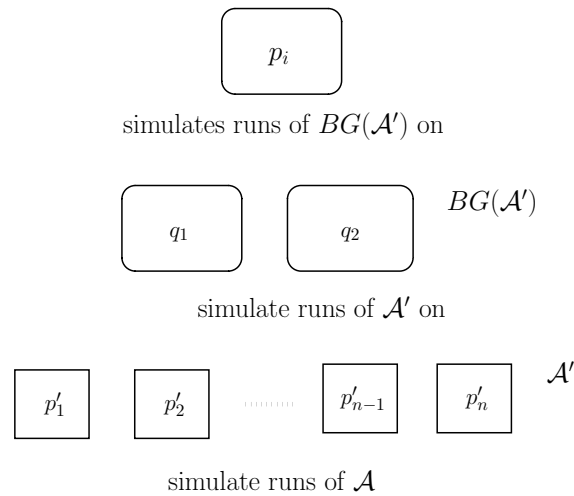 p_i
simulates runs of BG(𝒜′) on
q_1 q_2 BG(𝒜′)
simulate runs of 𝒜′ on
p′_1 p′_2 ......... p′_{n−1} p′_n 𝒜′
simulate runs of 𝒜